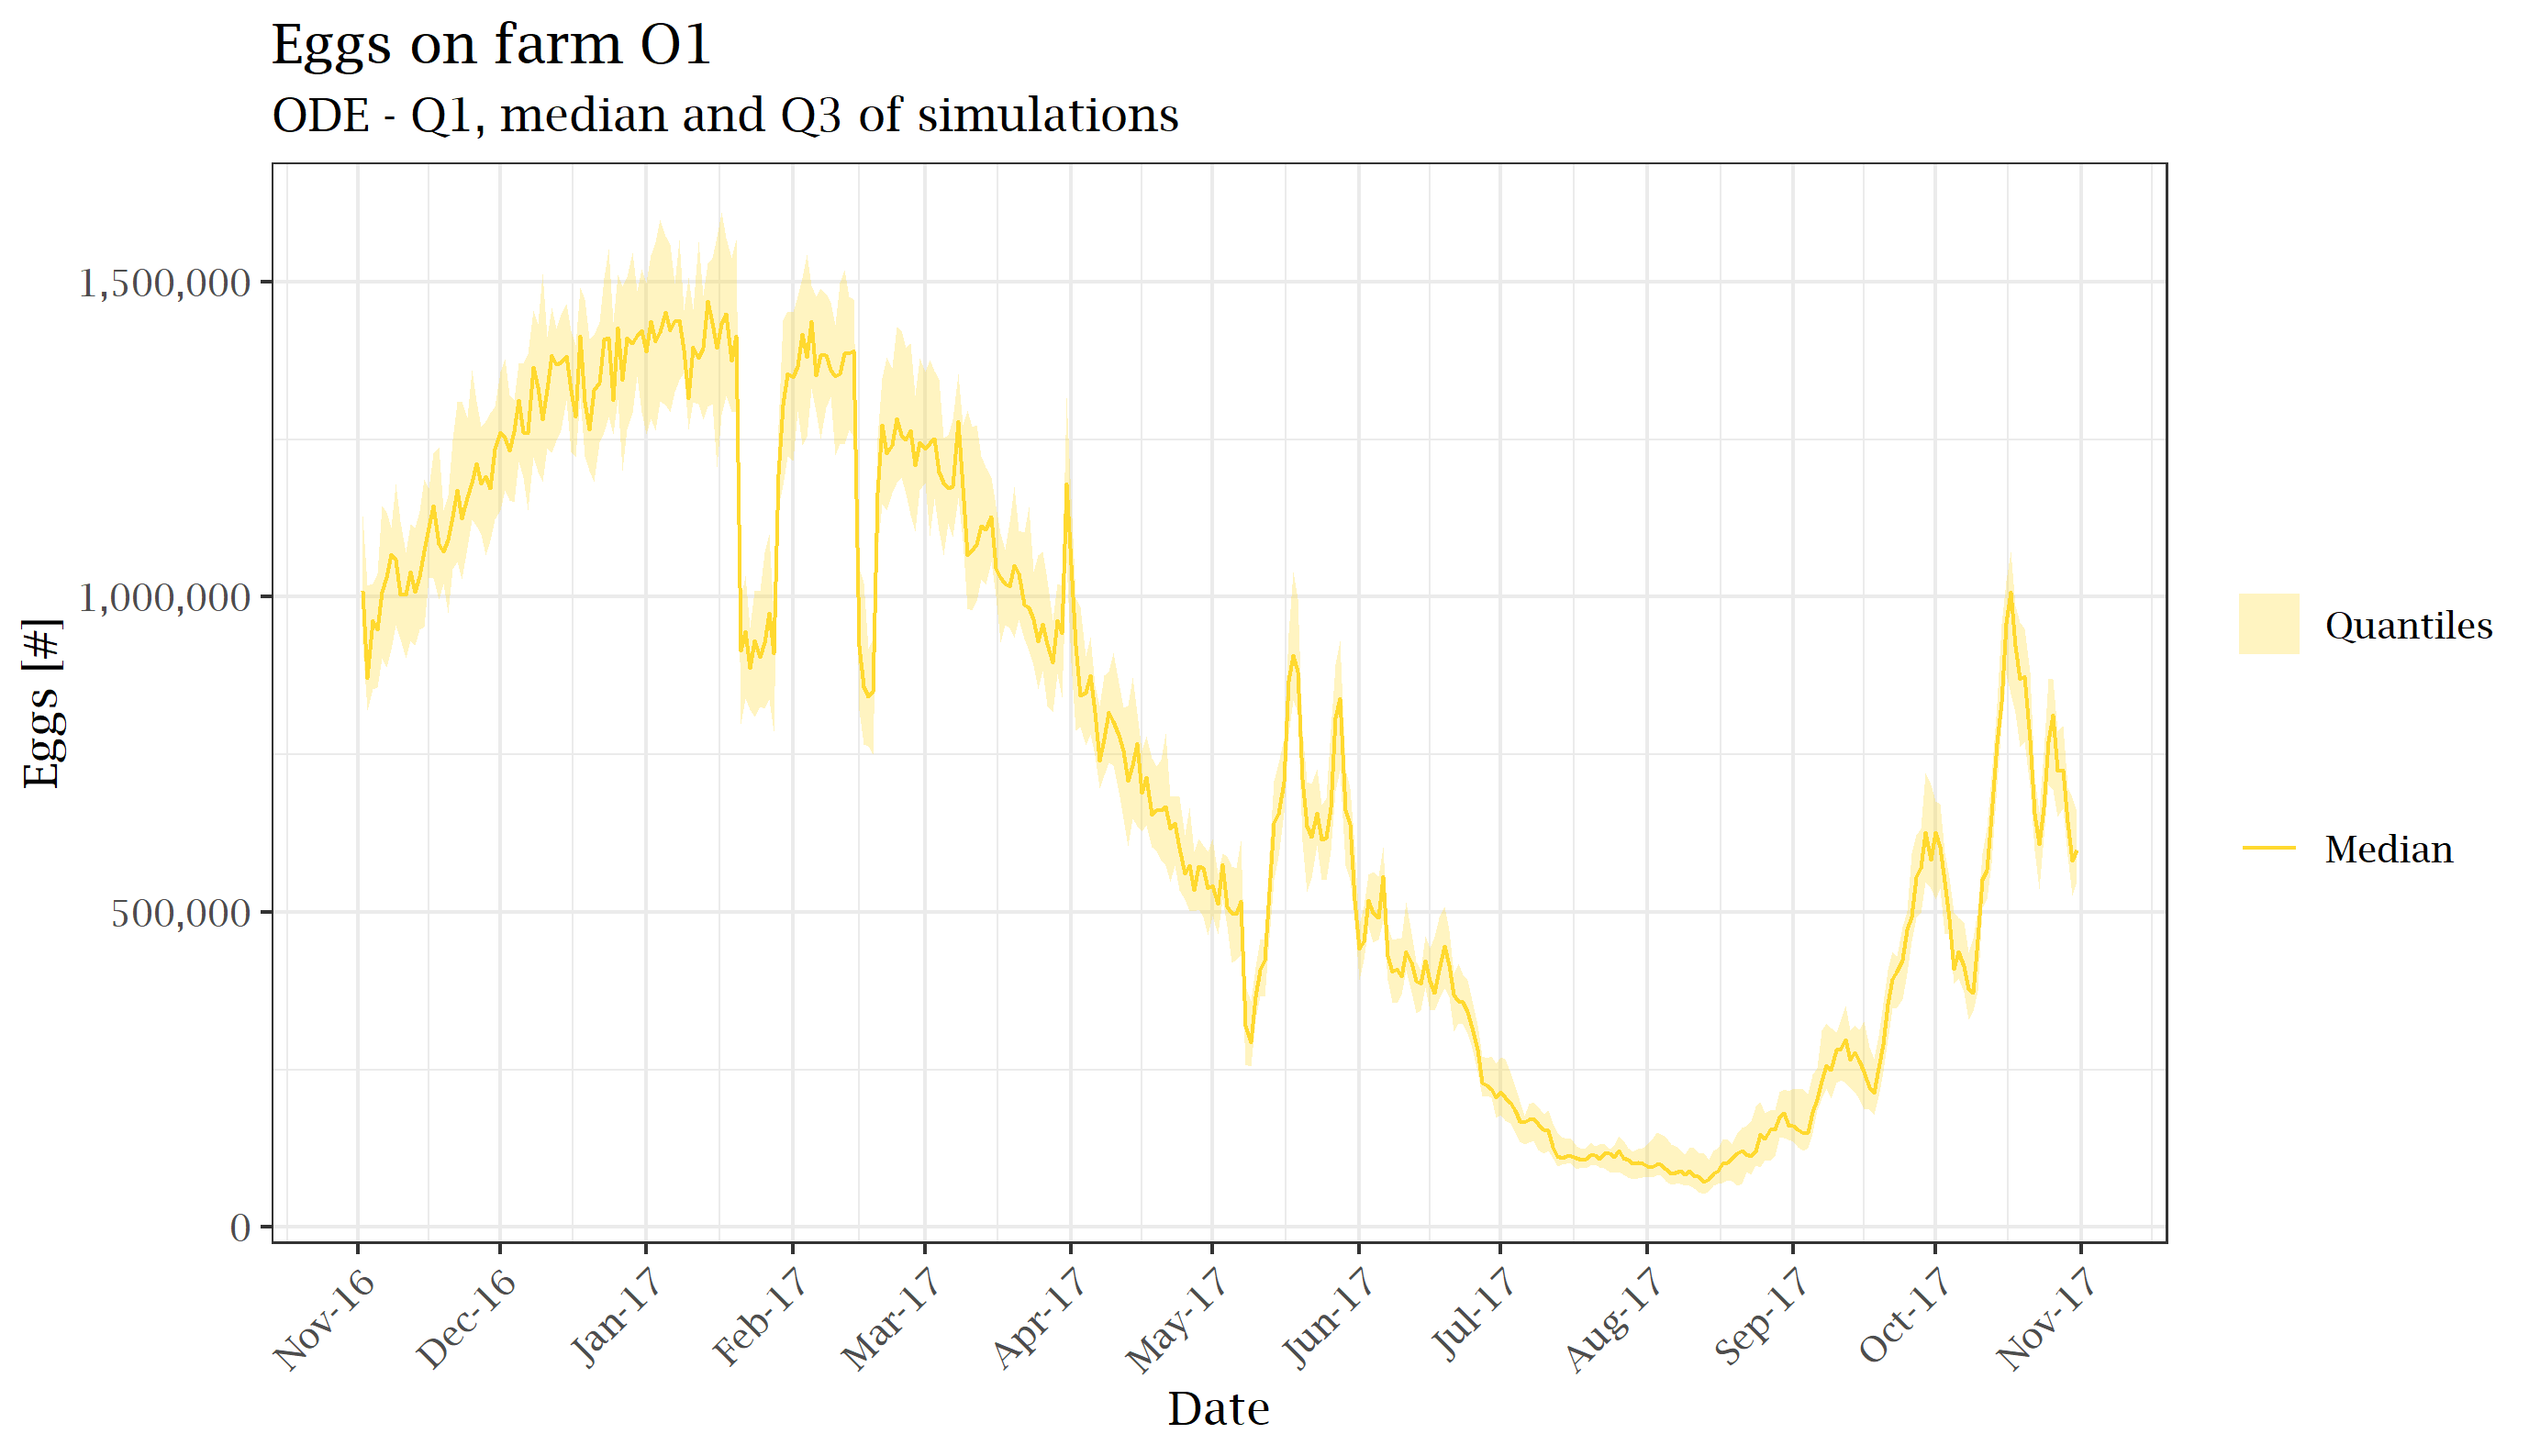 Eggs on farm O1
ODE - Q1, median and Q3 of simulations
Eggs [#]
1,500,000
1,000,000
500,000
0
Nov-16
Dec-16
Jan-17
Feb-17
Mar-17
Apr-17
May-17
Jun-17
Jul-17
Aug-17
Sep-17
Oct-17
Nov-17
Date
Quantiles
Median